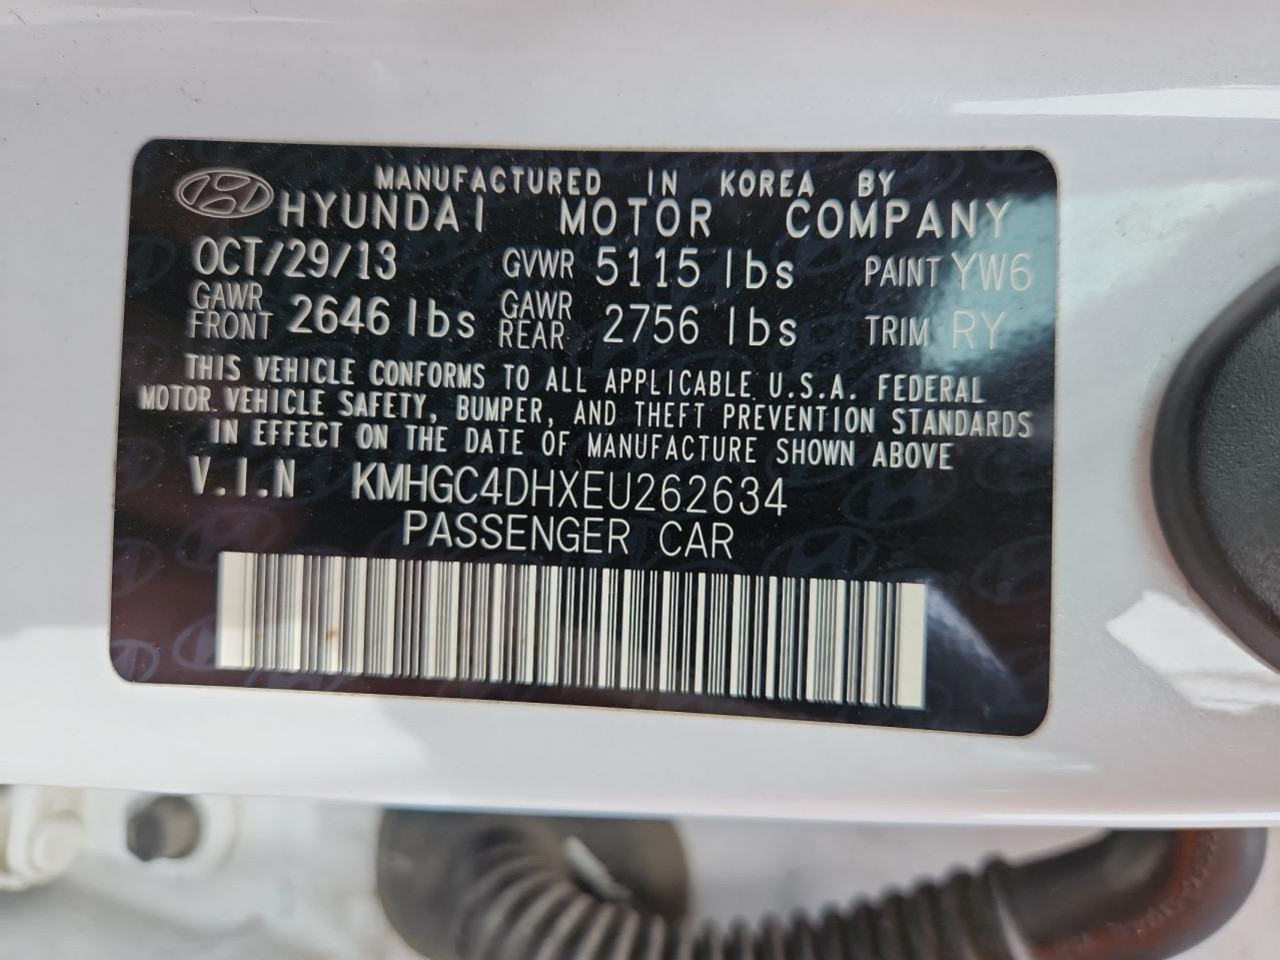 MANUFACTURED IN KOREA BY
HYUNDAI MOTOR COMPANY
OCT/29/13 GVWR 5115 lbs PAINT YW6
GAWR FRONT 2646 lbs GAWR REAR 2756 lbs TRIM RY
THIS VEHICLE CONFORMS TO ALL APPLICABLE U.S.A. FEDERAL
MOTOR VEHICLE SAFETY, BUMPER, AND THEFT PREVENTION STANDARDS
IN EFFECT ON THE DATE OF MANUFACTURE SHOWN ABOVE
V.I.N KMHGC4DHXEU262634
PASSENGER CAR